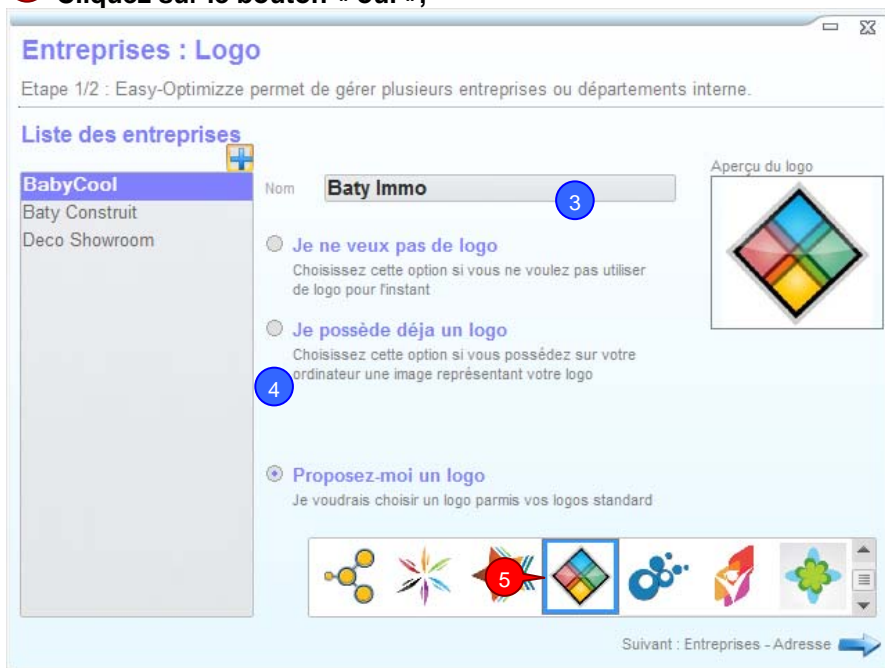 Cliquez sur le bouton « oui »;
Entreprises : Logo
Etape 1/2 : Easy-Optimizze permet de gérer plusieurs entreprises ou départements interne.
Liste des entreprises
BabyCool
Baty Construit
Deco Showroom
Nom Baty Immo
3
Aperçu du logo
Je ne veux pas de logo
Choisissez cette option si vous ne voulez pas utiliser
de logo pour l'instant
Je possède déja un logo
Choisissez cette option si vous possédez sur votre
ordinateur une image représentant votre logo
4
Proposez-moi un logo
Je voudrais choisir un logo parmis vos logos standard
5
Suivant : Entreprises - Adresse